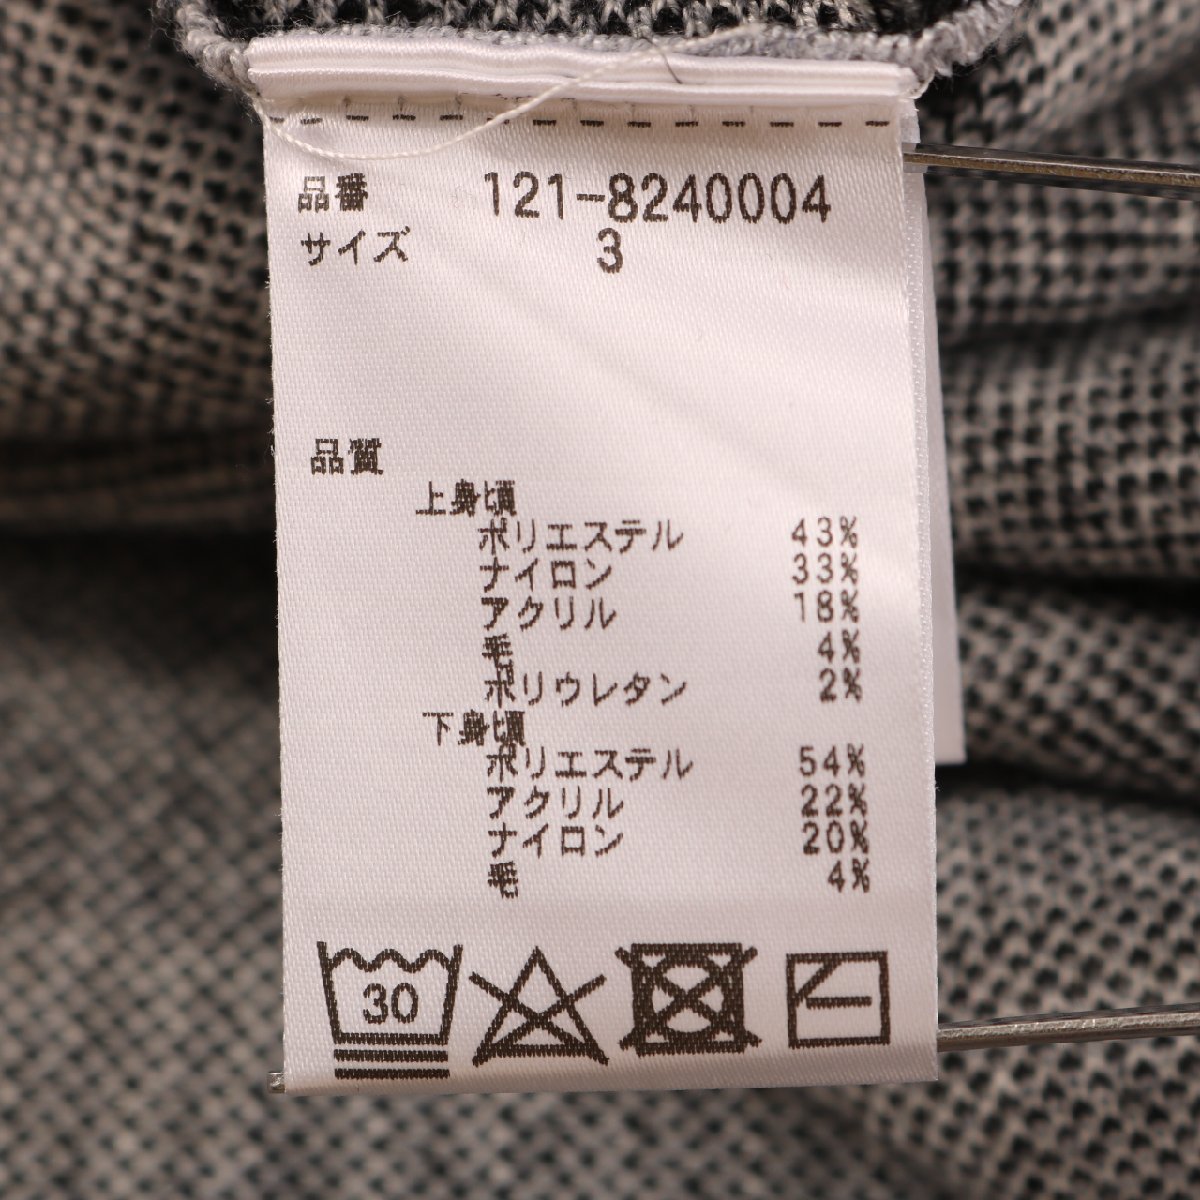 品番 121-8240004
サイズ 3
品質
上身頃
ポリエステル 43%
ナイロン 33%
アクリル 18%
毛 4%
ポリウレタン 2%
下身頃
ポリエステル 54%
アクリル 22%
ナイロン 20%
毛 4%
30